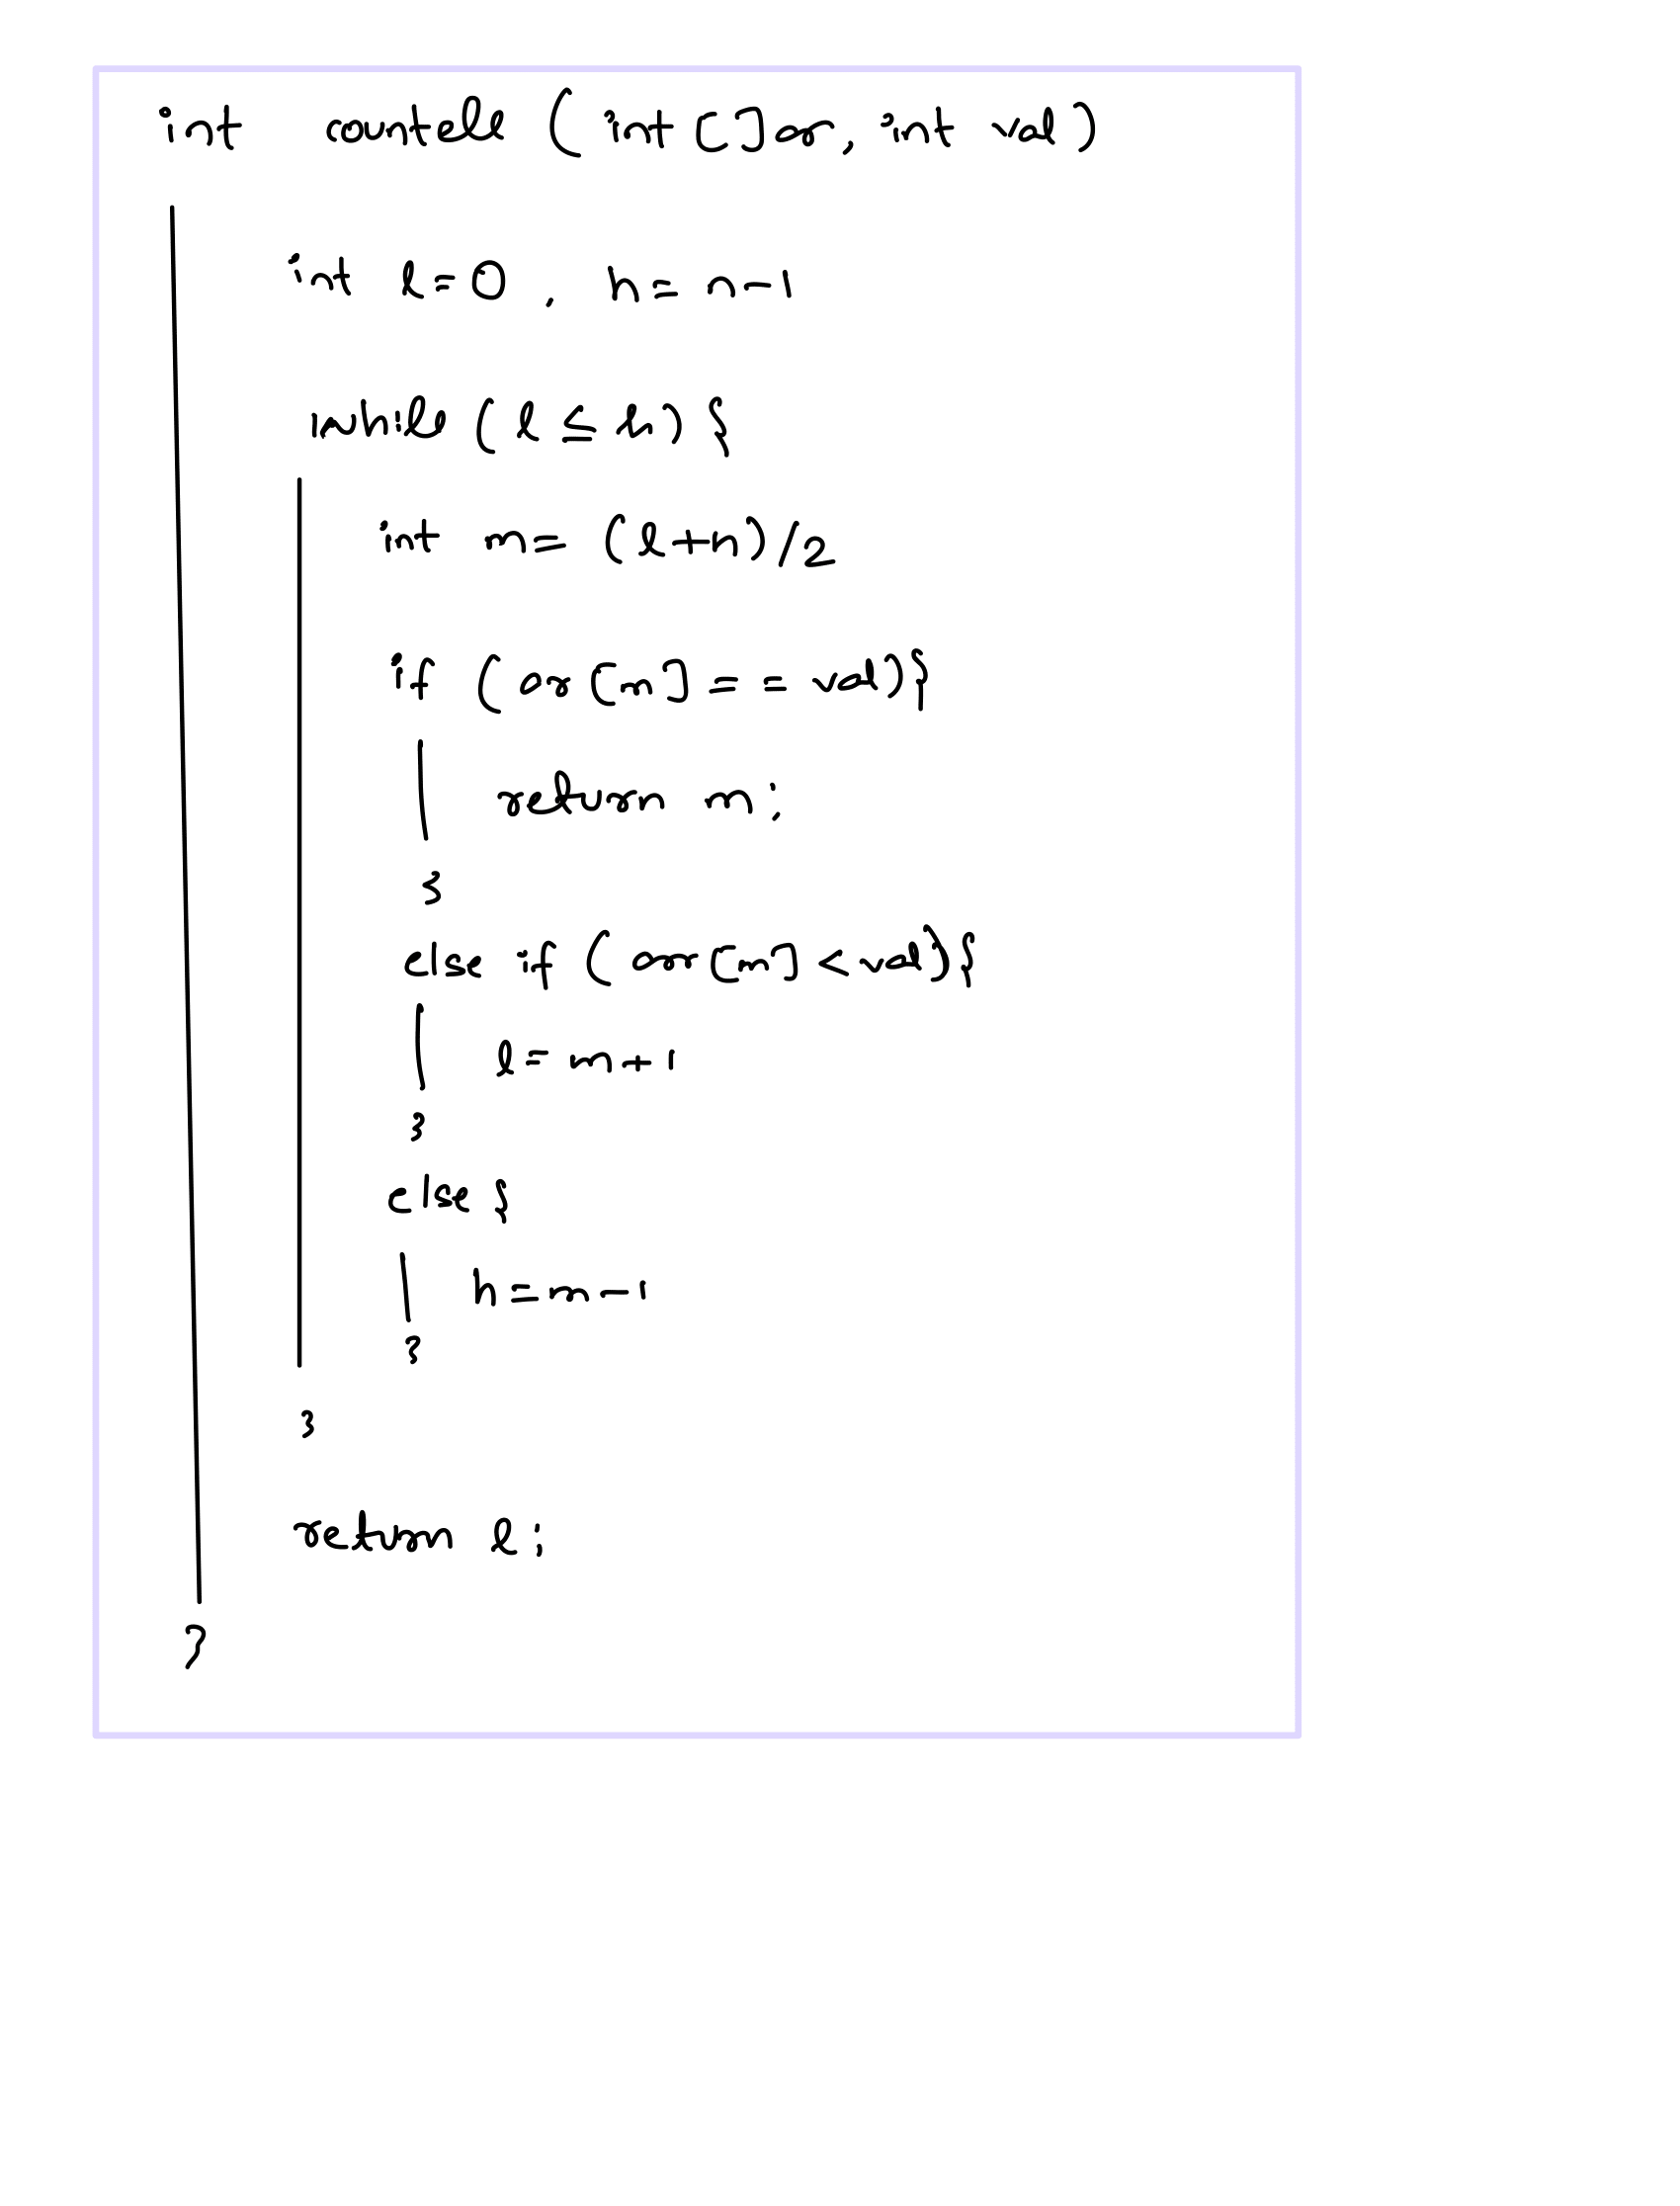 int countele ( int [ ] arr, int val )
int l = 0 , h = n - 1
while ( l ≤ h ) {
int m = ( l + h ) / 2
if ( arr [ m ] = = val ) {
return m ;
}
else if ( arr [ m ] < val ) {
l = m + 1
}
else {
h = m - 1
}
}
return l ;
}